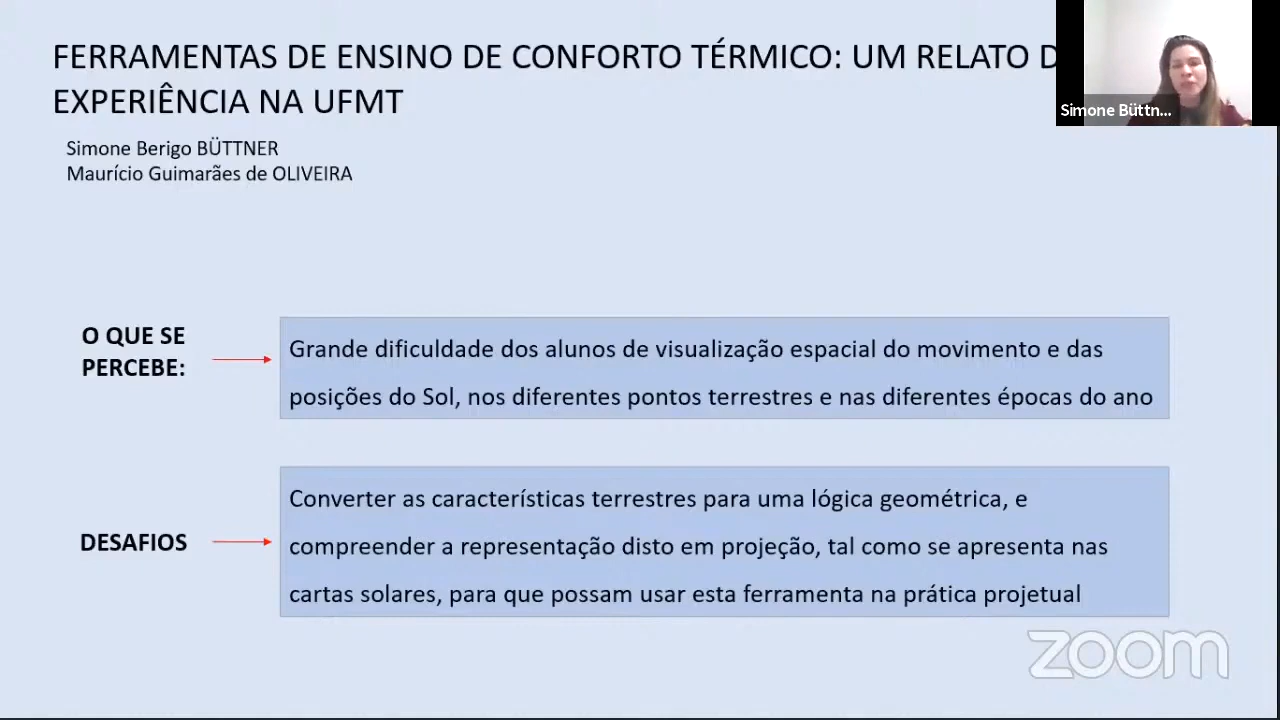 FERRAMENTAS DE ENSINO DE CONFORTO TÉRMICO: UM RELATO
EXPERIÊNCIA NA UFMT
Simone Büttn...
Simone Berigo BÜTTNER
Maurício Guimarães de OLIVEIRA
O QUE SE
PERCEBE:
Grande dificuldade dos alunos de visualização espacial do movimento e das
posições do Sol, nos diferentes pontos terrestres e nas diferentes épocas do ano
DESAFIOS
Converter as características terrestres para uma lógica geométrica, e
compreender a representação disto em projeção, tal como se apresenta nas
cartas solares, para que possam usar esta ferramenta na prática projetual
zoom